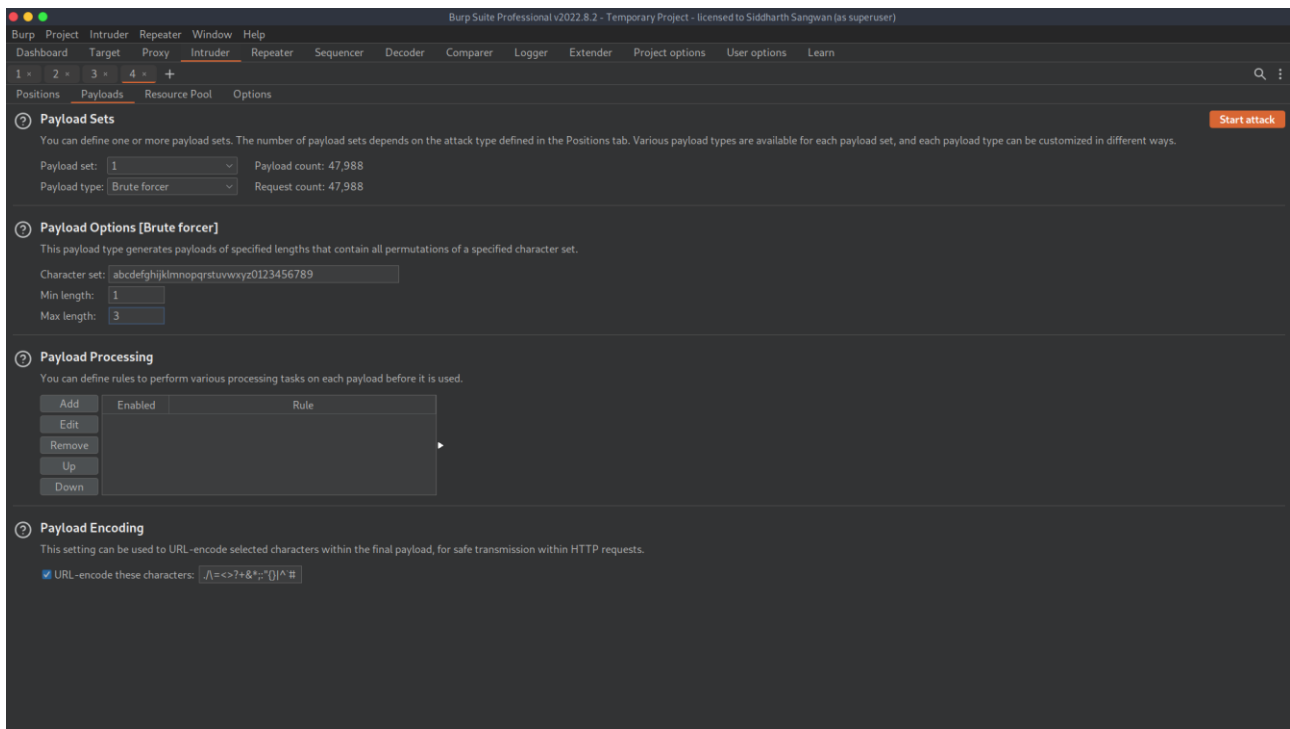 Burp Suite Professional v2022.8.2 - Temporary Project - licensed to Siddharth Sangwan (as superuser)
Burp Project Intruder Repeater Window Help
Dashboard Target Proxy Intruder Repeater Sequencer Decoder Comparer Logger Extender Project options User options Learn
1 × 2 × 3 × 4 × +
Positions Payloads Resource Pool Options
? Payload Sets
Start attack
You can define one or more payload sets. The number of payload sets depends on the attack type defined in the Positions tab. Various payload types are available for each payload set, and each payload type can be customized in different ways.
Payload set: 1 Payload count: 47,988
Payload type: Brute forcer Request count: 47,988
? Payload Options [Brute forcer]
This payload type generates payloads of specified lengths that contain all permutations of a specified character set.
Character set: abcdefghijklmnopqrstuvwxyz0123456789
Min length: 1
Max length: 3
? Payload Processing
You can define rules to perform various processing tasks on each payload before it is used.
Add Enabled Rule
Edit
Remove
Up
Down
? Payload Encoding
This setting can be used to URL-encode selected characters within the final payload, for safe transmission within HTTP requests.
URL-encode these characters: ./\=<>?+&*;:"{}|^`#